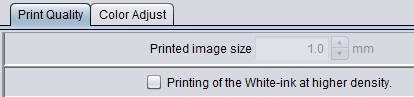 Print Quality Color Adjust
Printed image size 1.0 mm
Printing of the White-ink at higher density.